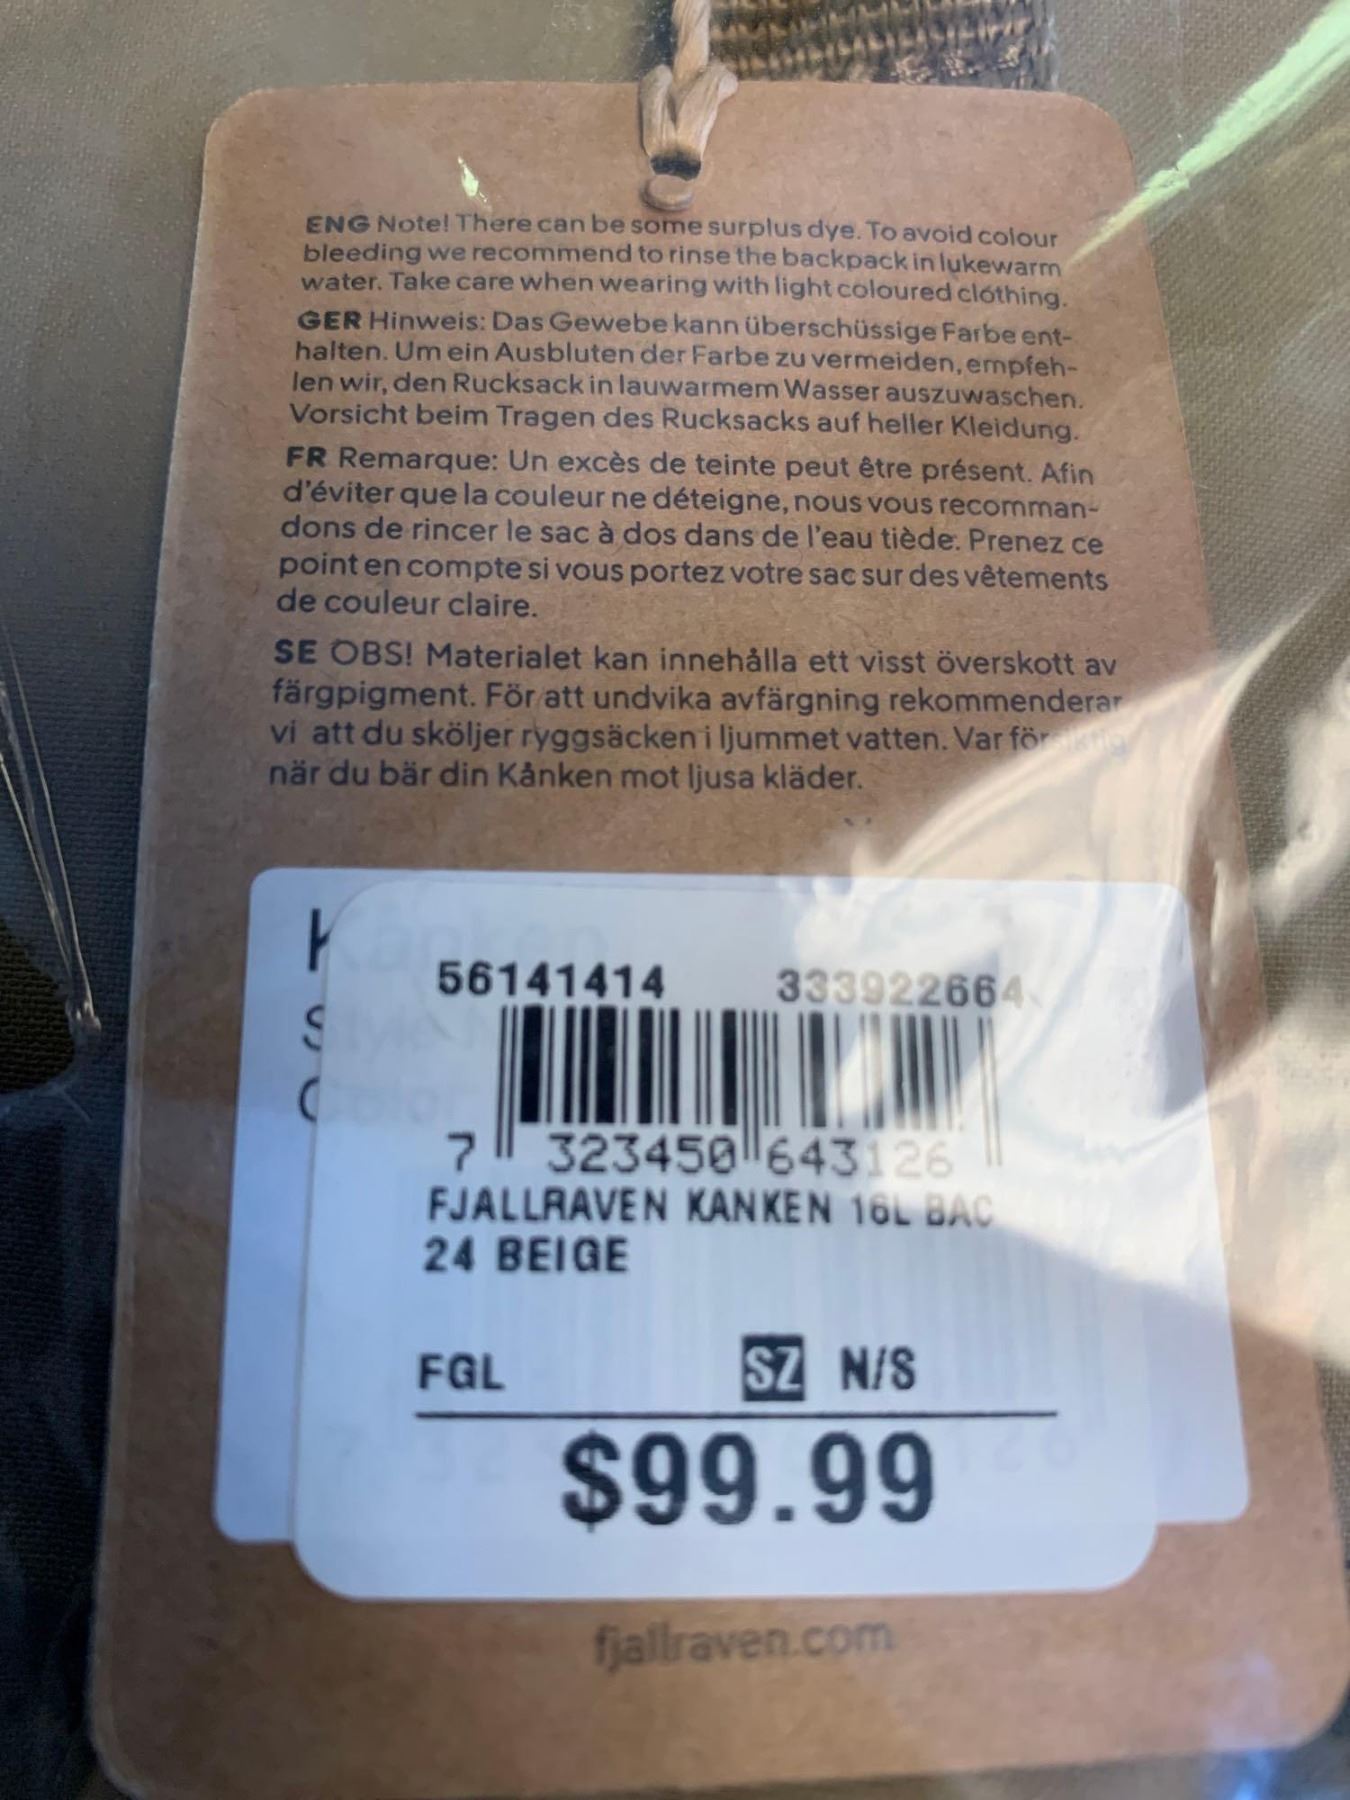 ENG Note! There can be some surplus dye. To avoid colour
bleeding we recommend to rinse the backpack in lukewarm
water. Take care when wearing with light coloured clothing.
GER Hinweis: Das Gewebe kann überschüssige Farbe ent-
halten. Um ein Ausbluten der Farbe zu vermeiden, empfeh-
len wir, den Rucksack in lauwarmem Wasser auszuwaschen.
Vorsicht beim Tragen des Rucksacks auf heller Kleidung.
FR Remarque: Un excès de teinte peut être présent. Afin
d'éviter que la couleur ne déteigne, nous vous recomman-
dons de rincer le sac à dos dans de l'eau tiède. Prenez ce
point en compte si vous portez votre sac sur des vêtements
de couleur claire.
SE OBS! Materialet kan innehålla ett visst överskott av
färgpigment. För att undvika avfärgning rekommenderar
vi att du sköljer ryggsäcken i ljummet vatten. Var försiktig
när du bär din Kånken mot ljusa kläder.
Kånken
Style
Color
56141414 333922664
7 323450 643126
FJALLRAVEN KANKEN 16L BAC
24 BEIGE
FGL SZ N/S
$99.99
fjallraven.com